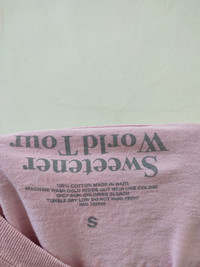 Sweetener
World Tour
100% COTTON MADE IN HAITI
MACHINE WASH COLD INSIDE OUT WITH LIKE COLORS
ONLY NON-CHLORINE BLEACH
TUMBLE DRY LOW DO NOT IRON PRINT
S